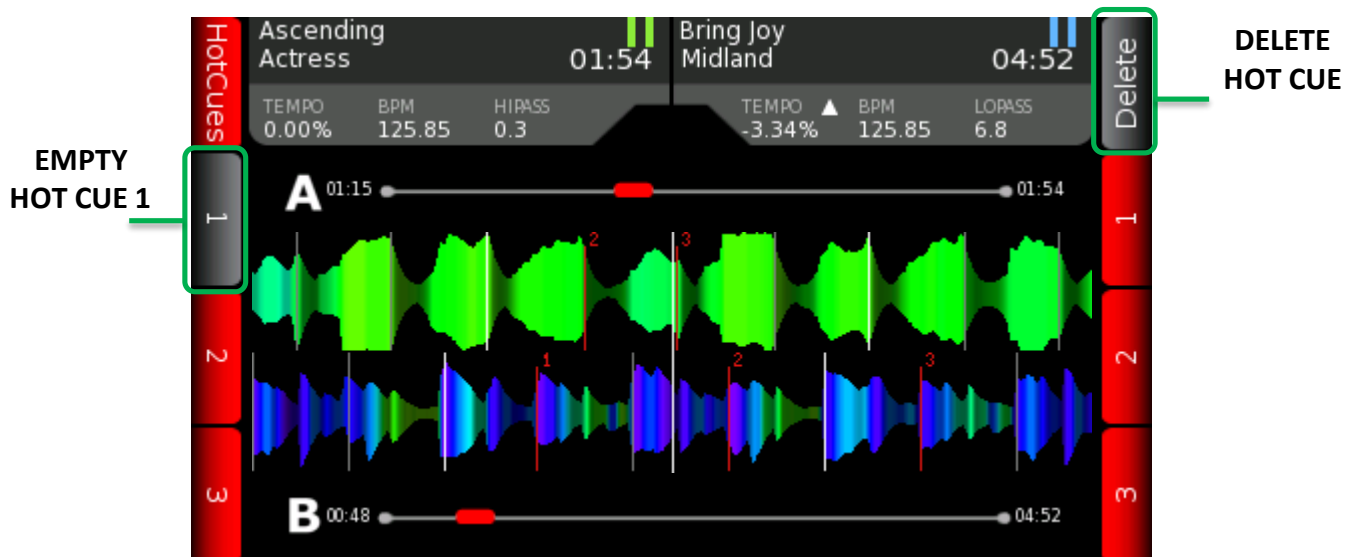 HotCues
Ascending
Actress
01:54
Bring Joy
Midland
04:52
Delete
DELETE
HOT CUE
TEMPO
BPM
HIPASS
0.00%
125.85
0.3
TEMPO
BPM
LOPASS
-3.34%
125.85
6.8
EMPTY
HOT CUE 1
1
A 01:15
01:54
1
2
3
2
1
2
3
2
3
B 00:48
04:52
3